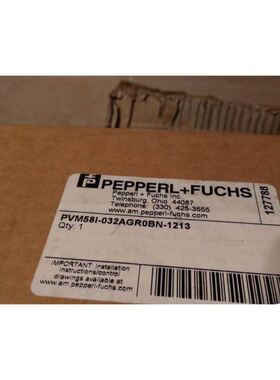 PEPPERL+FUCHS
Pepperl + Fuchs Inc.
Twinsburg, Ohio 44087
Telephone: (330) 425-3555
www.am.pepperl-fuchs.com
127788
PVM58I-032AGR0BN-1213
Qty. 1
IMPORTANT: Installation
instructions/control
drawings available at:
www.am.pepperl-fuchs.com